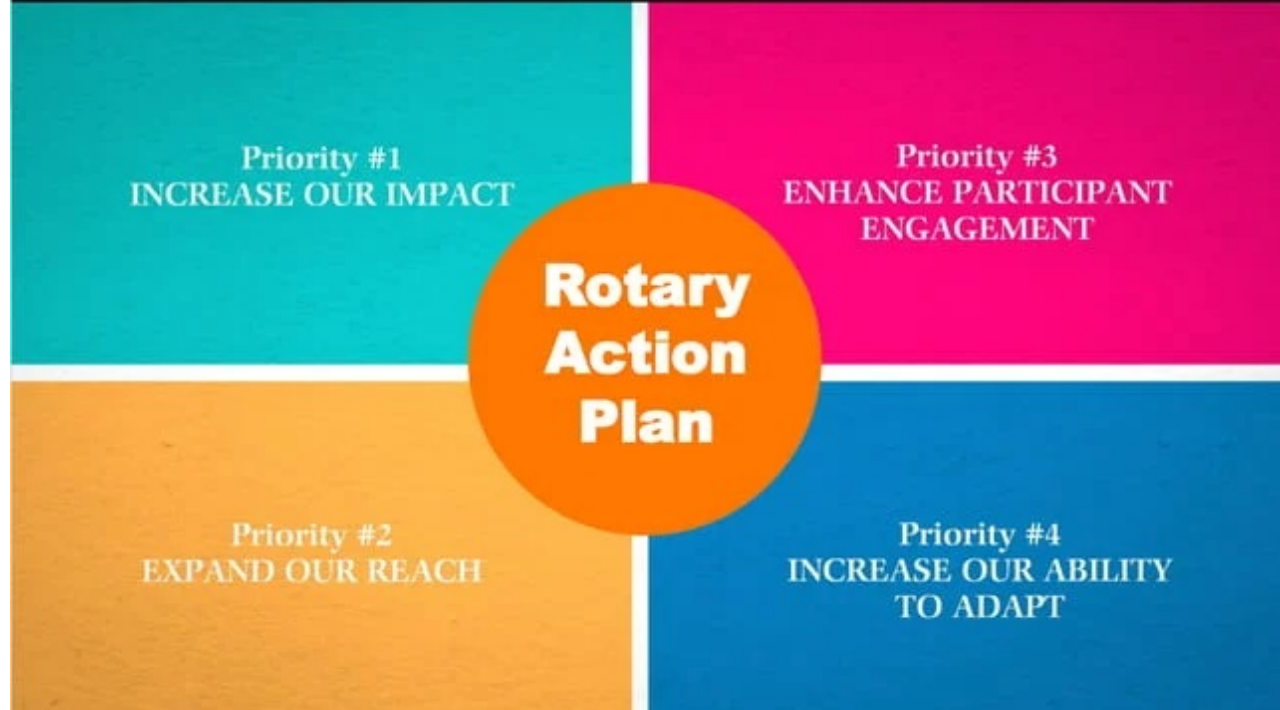 Priority #1
INCREASE OUR IMPACT
Priority #3
ENHANCE PARTICIPANT
ENGAGEMENT
Rotary
Action
Plan
Priority #2
EXPAND OUR REACH
Priority #4
INCREASE OUR ABILITY
TO ADAPT